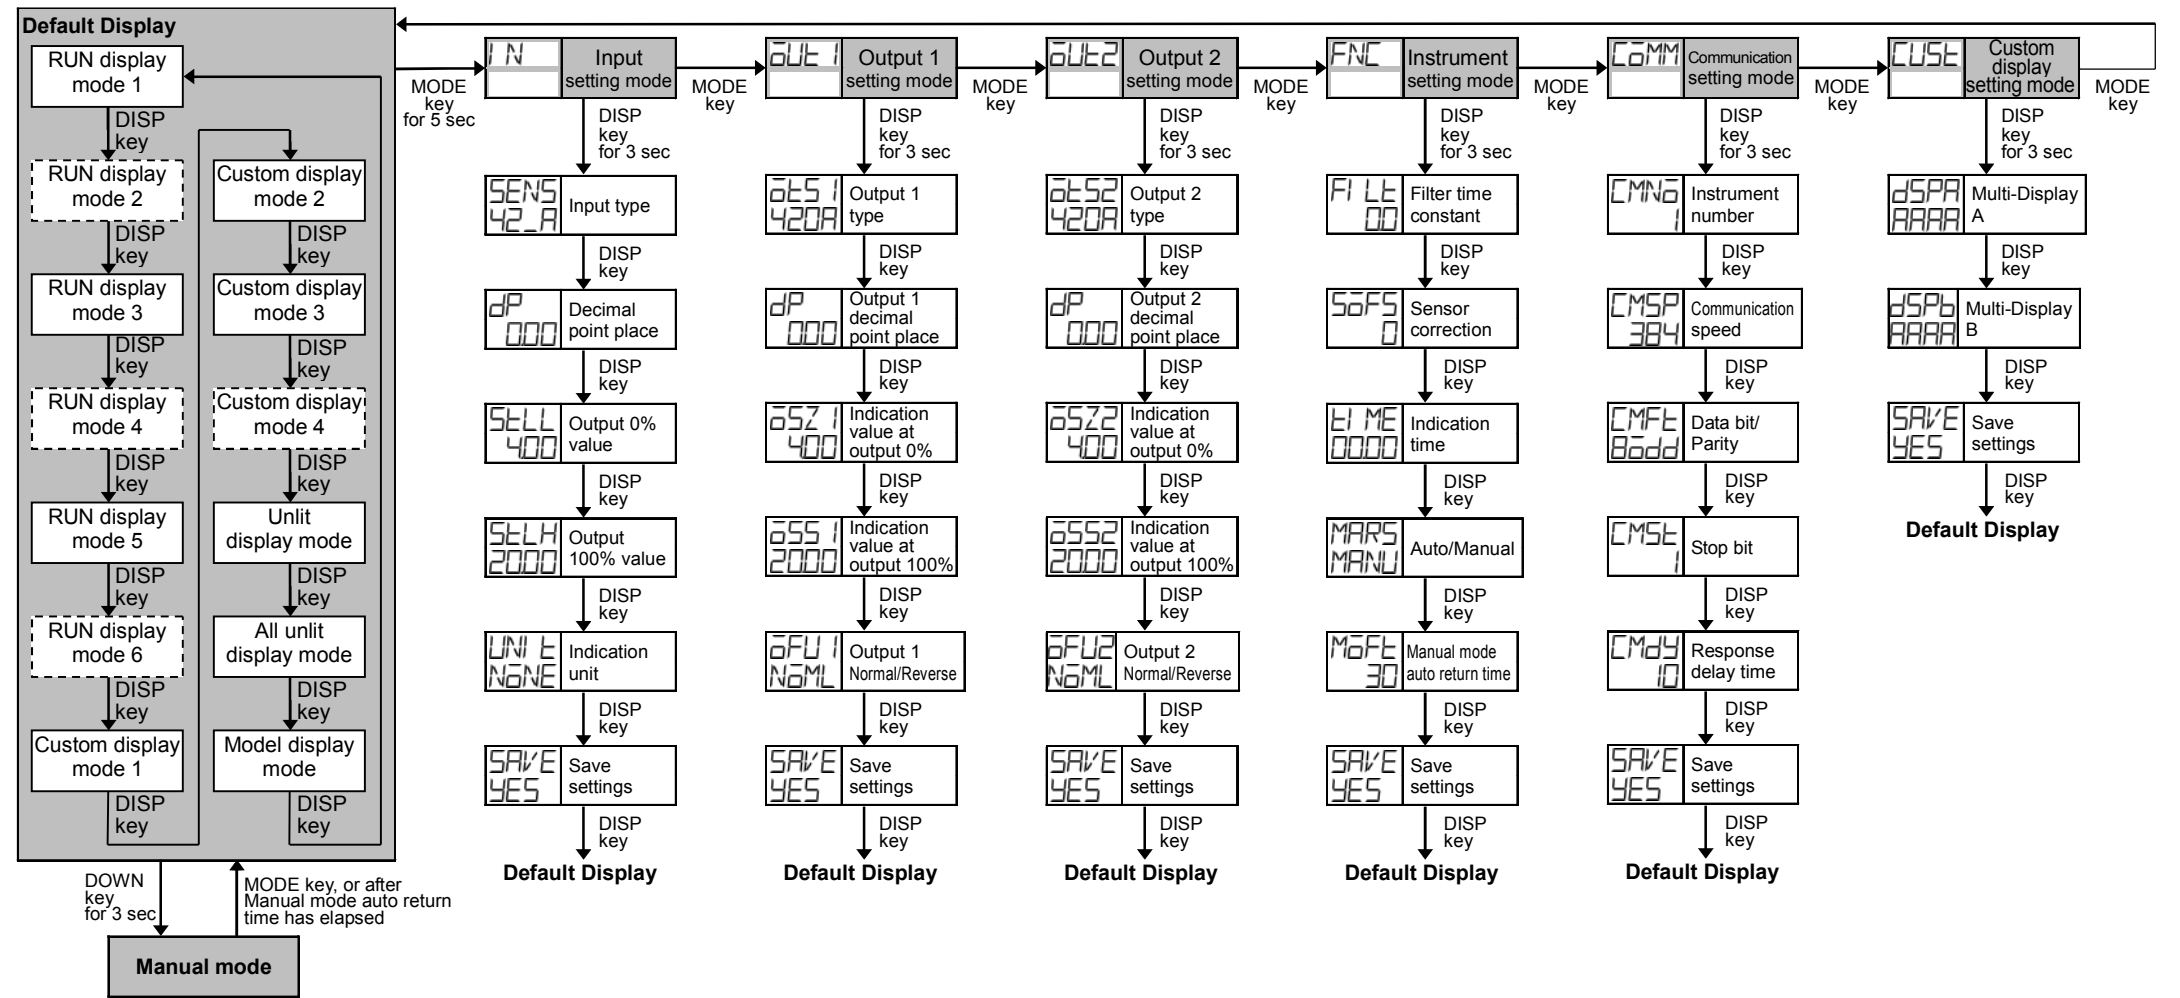 Default Display
RUN display
mode 1
DISP
key
RUN display
mode 2
DISP
key
RUN display
mode 3
DISP
key
RUN display
mode 4
DISP
key
RUN display
mode 5
DISP
key
RUN display
mode 6
DISP
key
Custom display
mode 1
DISP
key
Custom display
mode 2
DISP
key
Custom display
mode 3
DISP
key
Custom display
mode 4
DISP
key
Unlit
display mode
DISP
key
All unlit
display mode
DISP
key
Model display
mode
DISP
key
DOWN
key
for 3 sec
MODE key, or after
Manual mode auto return
time has elapsed
Manual mode
MODE
key
for 5 sec
IN
Input
setting mode
DISP
key
for 3 sec
SENS
42_A
Input type
DISP
key
dP
000
Decimal
point place
DISP
key
StLL
400
Output 0%
value
DISP
key
StLH
2000
Output
100% value
DISP
key
UNIt
NoNE
Indication
unit
DISP
key
SAVE
YES
Save
settings
DISP
key
Default Display
MODE
key
oUt1
Output 1
setting mode
DISP
key
for 3 sec
otS1
420A
Output 1
type
DISP
key
dP
000
Output 1
decimal
point place
DISP
key
oSZ1
400
Indication
value at
output 0%
DISP
key
oSS1
2000
Indication
value at
output 100%
DISP
key
oFU1
NoML
Output 1
Normal/Reverse
DISP
key
SAVE
YES
Save
settings
DISP
key
Default Display
MODE
key
oUt2
Output 2
setting mode
DISP
key
for 3 sec
otS2
420A
Output 2
type
DISP
key
dP
000
Output 2
decimal
point place
DISP
key
oSZ2
400
Indication
value at
output 0%
DISP
key
oSS2
2000
Indication
value at
output 100%
DISP
key
oFU2
NoML
Output 2
Normal/Reverse
DISP
key
SAVE
YES
Save
settings
DISP
key
Default Display
MODE
key
FNC
Instrument
setting mode
DISP
key
for 3 sec
FILt
00
Filter time
constant
DISP
key
SoFS
0
Sensor
correction
DISP
key
tIME
0000
Indication
time
DISP
key
MARS
MANU
Auto/Manual
DISP
key
MoFt
30
Manual mode
auto return time
DISP
key
SAVE
YES
Save
settings
DISP
key
Default Display
MODE
key
CoMM
Communication
setting mode
DISP
key
for 3 sec
CMNo
1
Instrument
number
DISP
key
CMSP
384
Communication
speed
DISP
key
CMFt
8odd
Data bit/
Parity
DISP
key
CMSt
1
Stop bit
DISP
key
CMdY
10
Response
delay time
DISP
key
SAVE
YES
Save
settings
DISP
key
Default Display
MODE
key
CUSt
Custom
display
setting mode
DISP
key
for 3 sec
dSPA
AAAA
Multi-Display
A
DISP
key
dSPb
AAAA
Multi-Display
B
DISP
key
SAVE
YES
Save
settings
DISP
key
Default Display
MODE
key